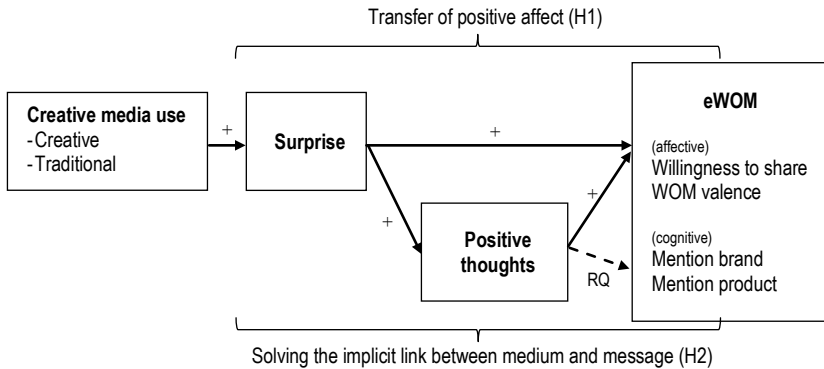 Transfer of positive affect (H1)
Creative media use
- Creative
- Traditional
+
Surprise
+
+
Positive
thoughts
+
RQ
eWOM
(affective)
Willingness to share
WOM valence
(cognitive)
Mention brand
Mention product
Solving the implicit link between medium and message (H2)